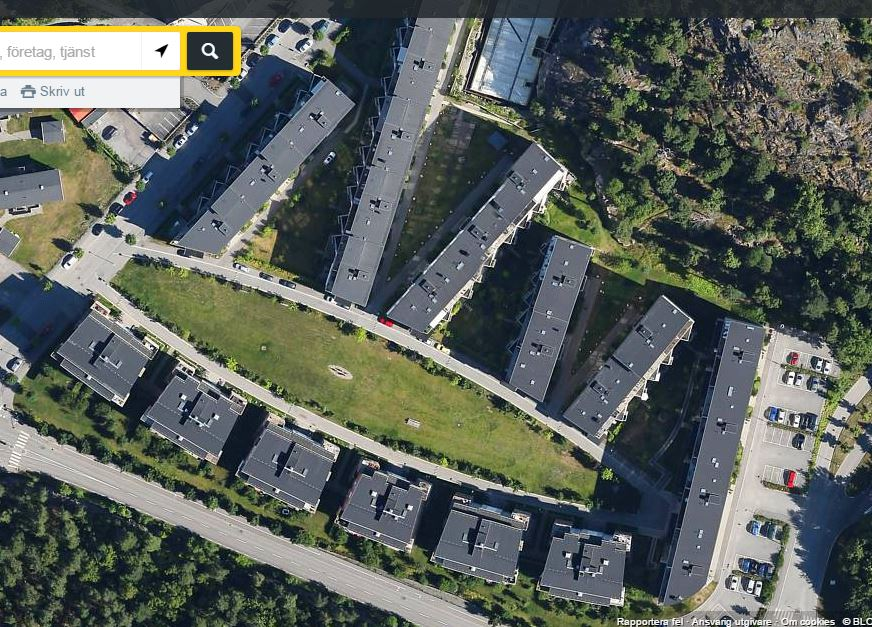 , företag, tjänst
a Skriv ut
Rapportera fel · Ansvarig utgivare · Om cookies © BLO